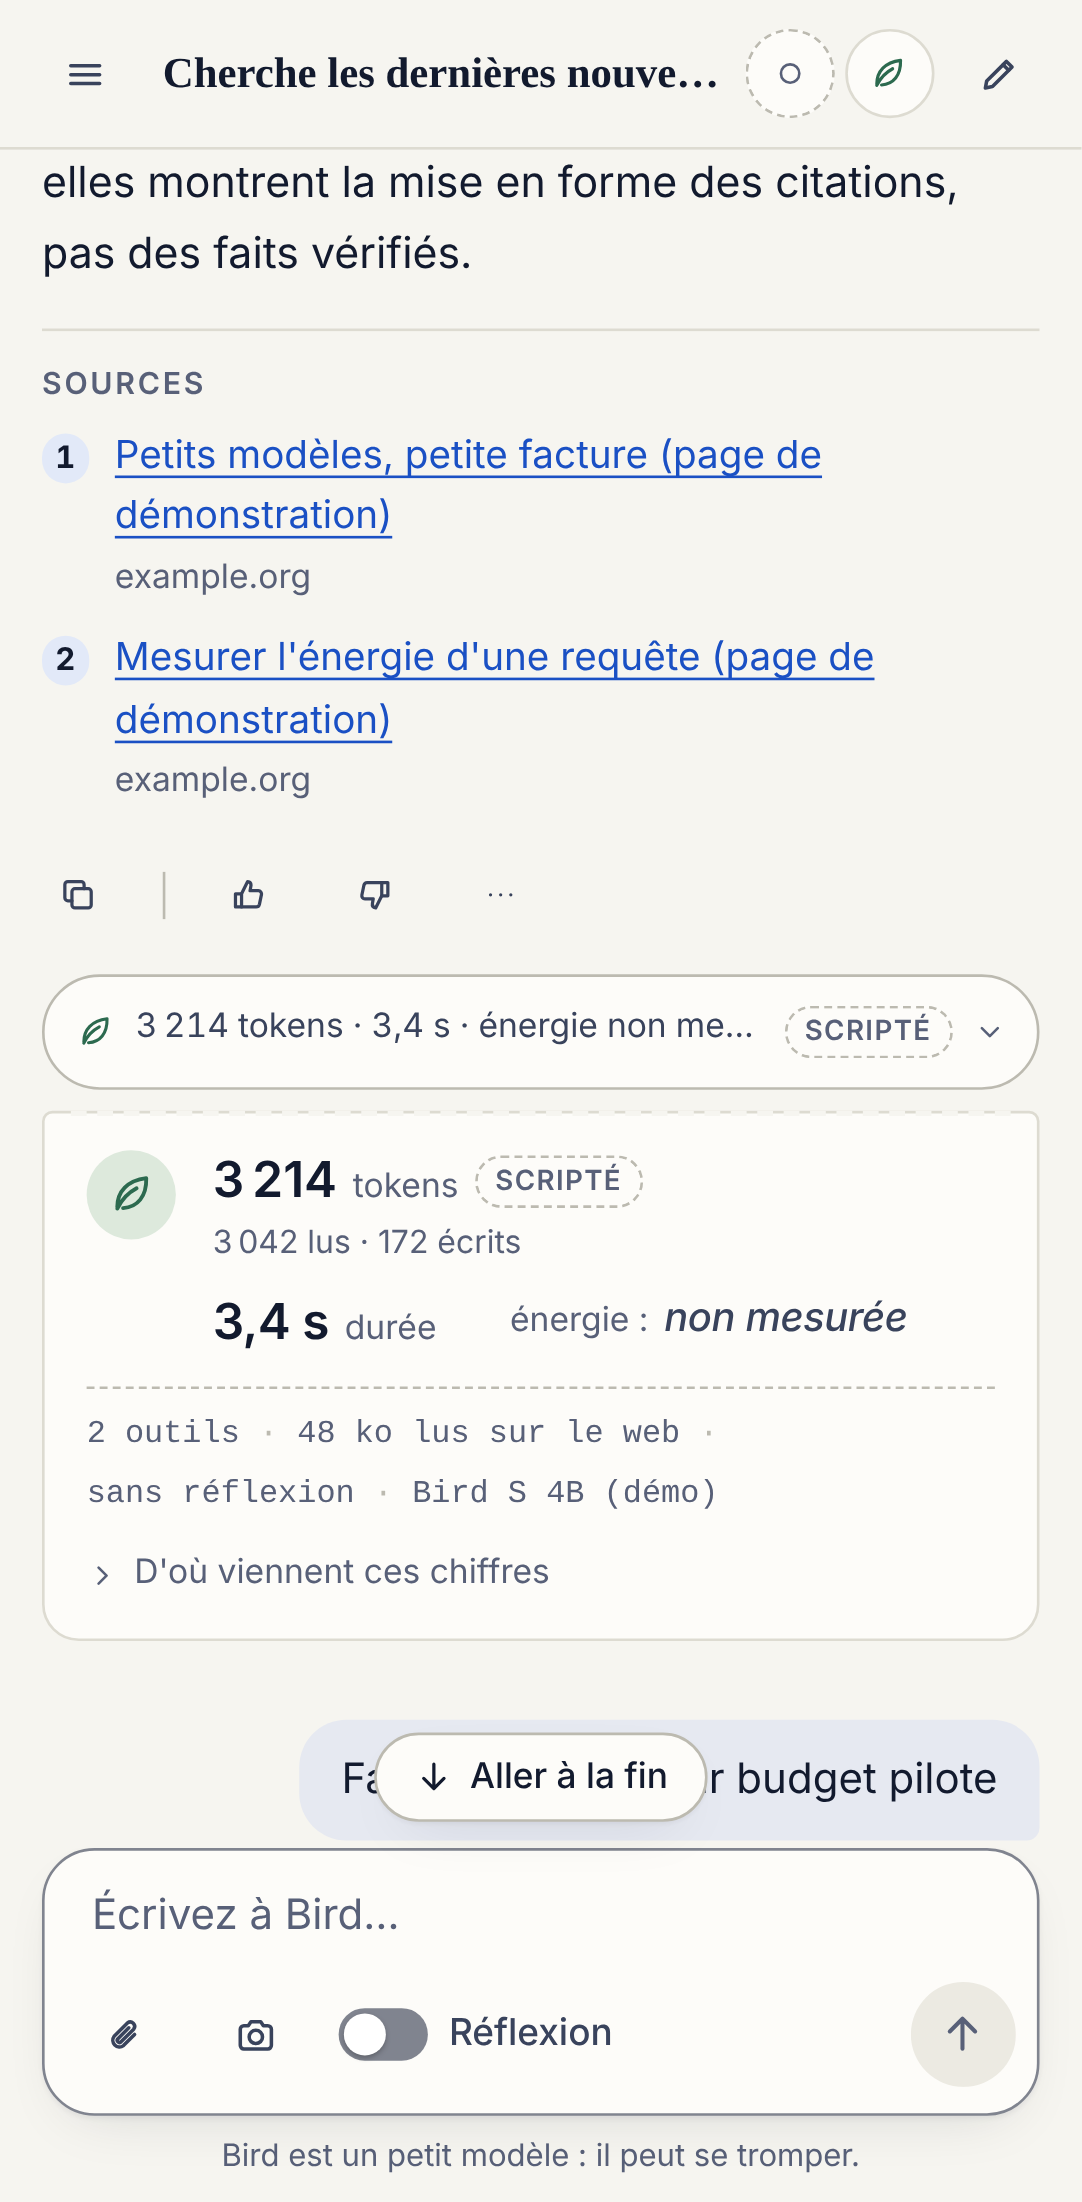 Cherche les dernières nouve…
elles montrent la mise en forme des citations,
pas des faits vérifiés.
SOURCES
1 Petits modèles, petite facture (page de
démonstration)
example.org
2 Mesurer l'énergie d'une requête (page de
démonstration)
example.org
3 214 tokens · 3,4 s · énergie non me… SCRIPTÉ
3 214 tokens SCRIPTÉ
3 042 lus · 172 écrits
3,4 s durée énergie : non mesurée
2 outils · 48 ko lus sur le web ·
sans réflexion · Bird S 4B (démo)
D'où viennent ces chiffres
budget pilote
Aller à la fin
Écrivez à Bird…
Réflexion
Bird est un petit modèle : il peut se tromper.